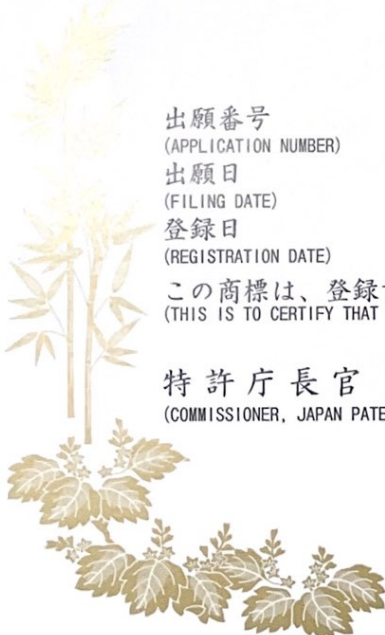 出願番号
(APPLICATION NUMBER)
出願日
(FILING DATE)
登録日
(REGISTRATION DATE)
この商標は、登録
(THIS IS TO CERTIFY THAT
特許庁長官
(COMMISSIONER, JAPAN PATE